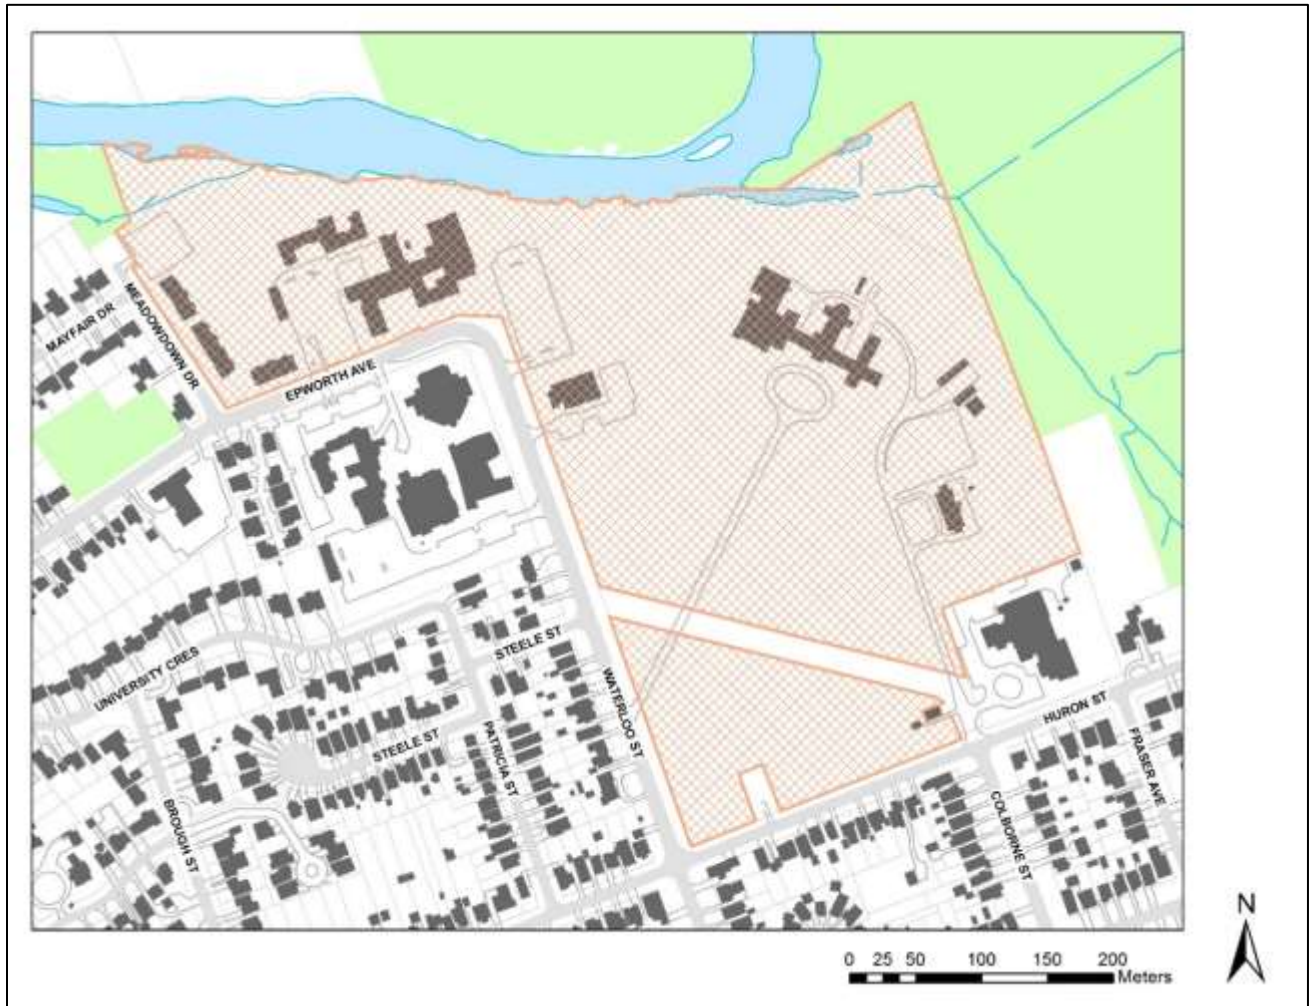 MAYFAIR DR
MEADOWDOWN DR
EPWORTH AVE
UNIVERSITY CRES
STEELE ST
WATERLOO ST
STEELE ST
PATRICIA ST
BROUGH ST
HURON ST
FRASER AVE
COLBORNE ST
N
0 25 50 100 150 200
Meters